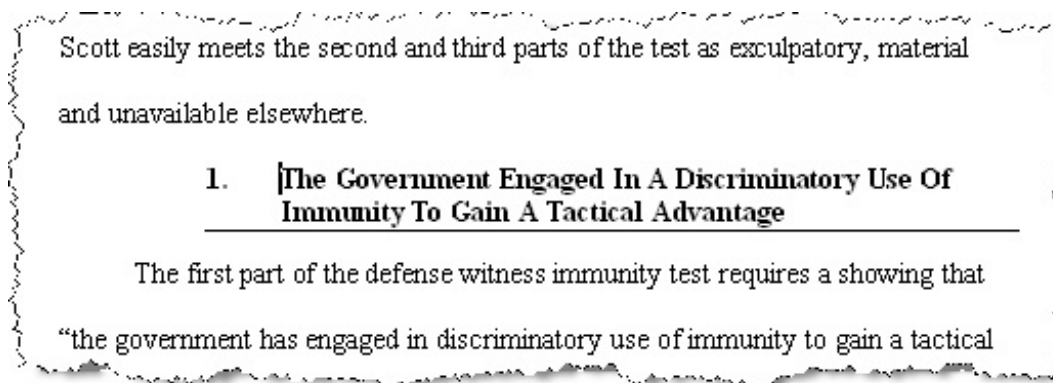 Scott easily meets the second and third parts of the test as exculpatory, material
and unavailable elsewhere.
1. The Government Engaged In A Discriminatory Use Of
Immunity To Gain A Tactical Advantage
The first part of the defense witness immunity test requires a showing that
“the government has engaged in discriminatory use of immunity to gain a tactical